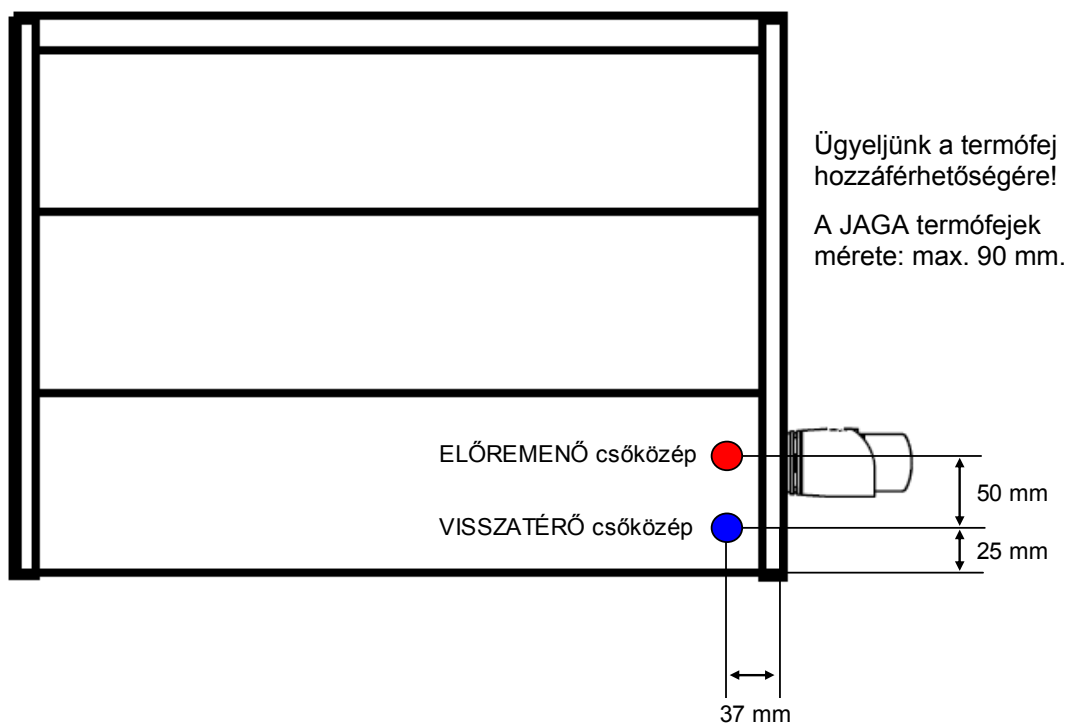 Ügyeljünk a termófej
hozzáférhetőségére!
A JAGA termófejek
mérete: max. 90 mm.
ELŐREMENŐ csőközép
50 mm
VISSZATÉRŐ csőközép
25 mm
37 mm